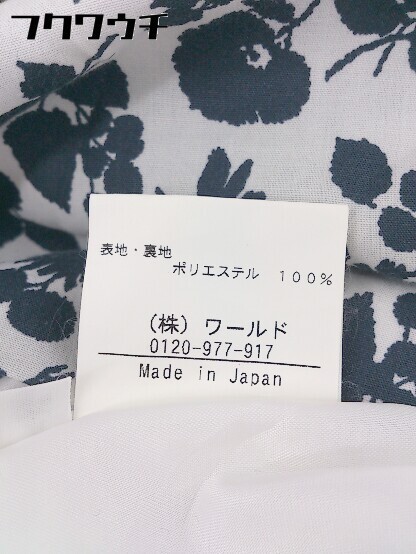 フクワウチ
表地・裏地
ポリエステル 100%
(株) ワールド
0120-977-917
Made in Japan